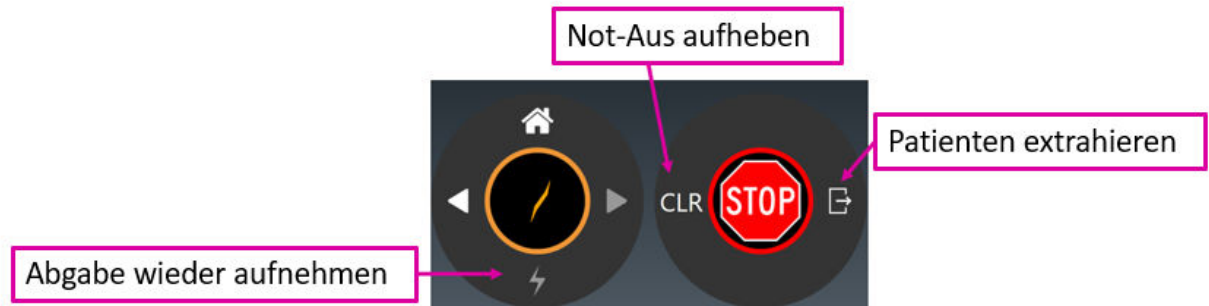 Not-Aus aufheben
Patienten extrahieren
CLR STOP
Abgabe wieder aufnehmen